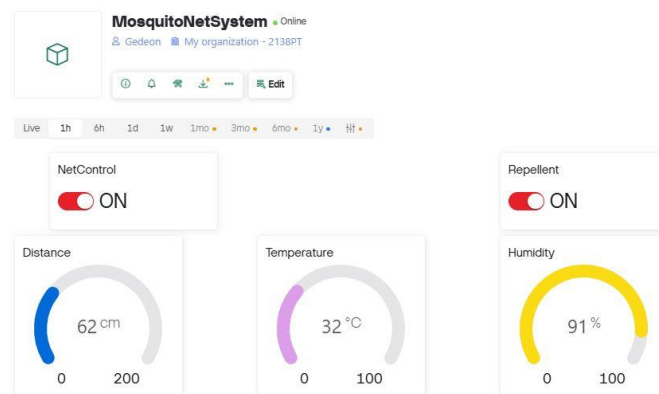 MosquitoNetSystem • Online
Gedeon My organization - 2138PT
Edit
Live 1h 6h 1d 1w 1mo 3mo 6mo 1y
NetControl
ON
Repellent
ON
Distance
62 cm
0 200
Temperature
32 °C
0 100
Humidity
91 %
0 100